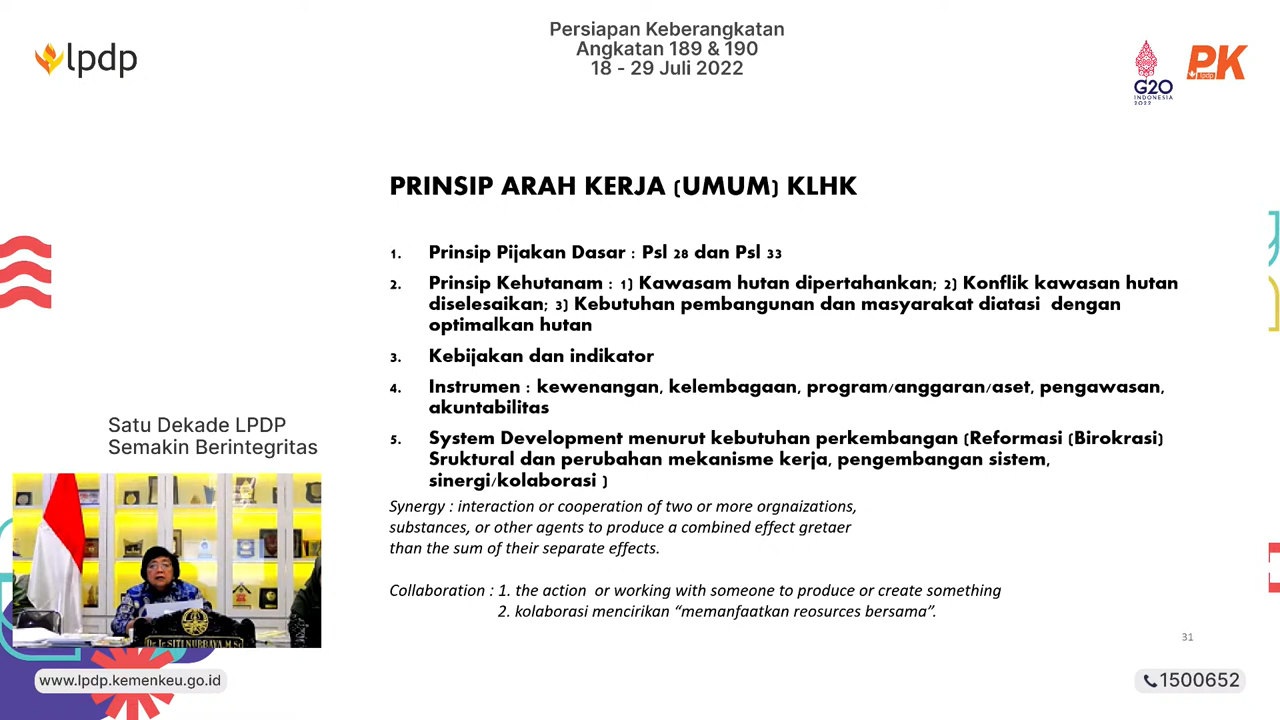 lpdp
Persiapan Keberangkatan
Angkatan 189 & 190
18 - 29 Juli 2022
G20
INDONESIA
2022
PK
lpdp
PRINSIP ARAH KERJA (UMUM) KLHK
1. Prinsip Pijakan Dasar : Psl 28 dan Psl 33
2. Prinsip Kehutanam : 1) Kawasam hutan dipertahankan; 2) Konflik kawasan hutan
diselesaikan; 3) Kebutuhan pembangunan dan masyarakat diatasi dengan
optimalkan hutan
3. Kebijakan dan indikator
4. Instrumen : kewenangan, kelembagaan, program/anggaran/aset, pengawasan,
akuntabilitas
5. System Development menurut kebutuhan perkembangan (Reformasi (Birokrasi)
Sruktural dan perubahan mekanisme kerja, pengembangan sistem,
sinergi/kolaborasi )
Synergy : interaction or cooperation of two or more orgnaizations,
substances, or other agents to produce a combined effect gretaer
than the sum of their separate effects.
Collaboration : 1. the action or working with someone to produce or create something
2. kolaborasi mencirikan “memanfaatkan reosurces bersama”.
31
Satu Dekade LPDP
Semakin Berintegritas
Dr. Ir. SITI NURBAYA, M.Sc
www.lpdp.kemenkeu.go.id
1500652